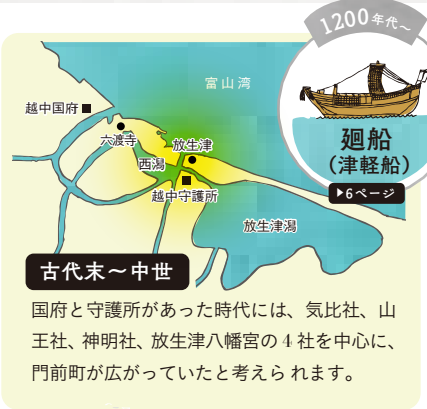 1200年代～
富山湾
越中国府
六渡寺
放生津
西潟
越中守護所
放生津潟
廻船
（津軽船）
▶6ページ
古代末～中世
国府と守護所があった時代には、気比社、山
王社、神明社、放生津八幡宮の4社を中心に、
門前町が広がっていたと考えられます。